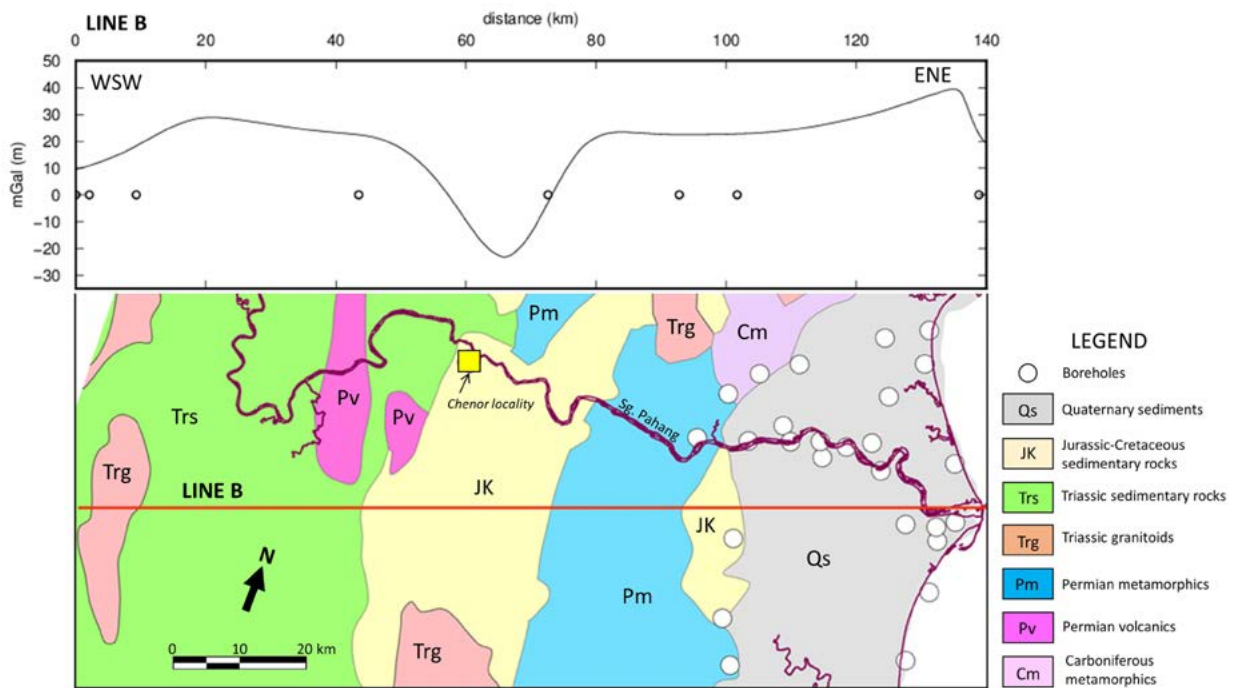 LINE B
distance (km)
0 20 40 60 80 100 120 140
WSW
ENE
mGal (m)
50
40
30
20
10
0
−10
−20
−30
Pm
Trg
Cm
Pv
Trs
Pv
Chenor locality
Sg. Pahang
Trg
LINE B
JK
JK
Qs
N
Pm
Trg
0 10 20 km
LEGEND
Boreholes
Qs Quaternary sediments
JK Jurassic-Cretaceous
sedimentary rocks
Trs Triassic sedimentary rocks
Trg Triassic granitoids
Pm Permian metamorphics
Pv Permian volcanics
Cm Carboniferous
metamorphics